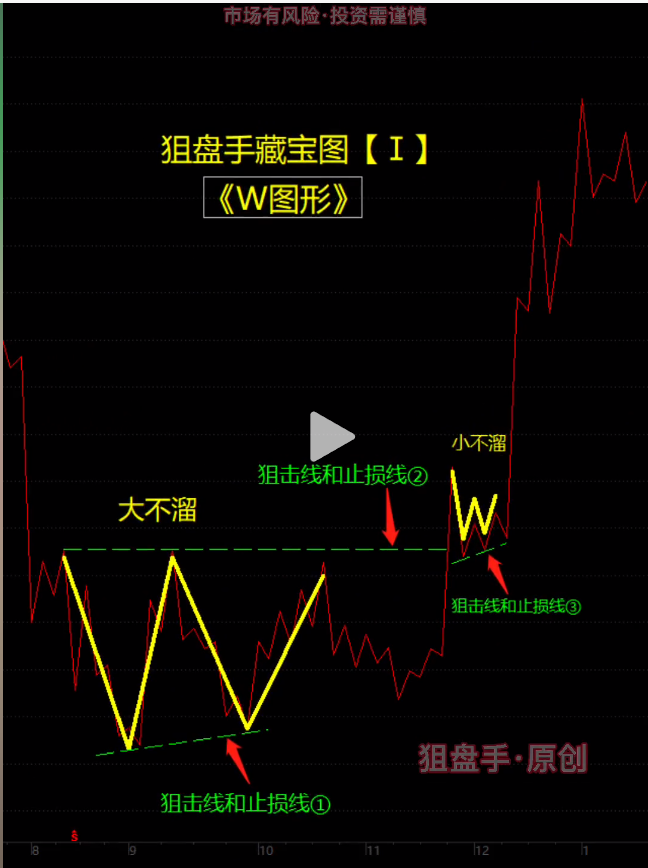 市场有风险·投资需谨慎
狙盘手藏宝图【I】
《W图形》
小不溜
狙击线和止损线②
大不溜
狙击线和止损线③
狙盘手·原创
狙击线和止损线①
ŝ
8 9 10 11 12 1